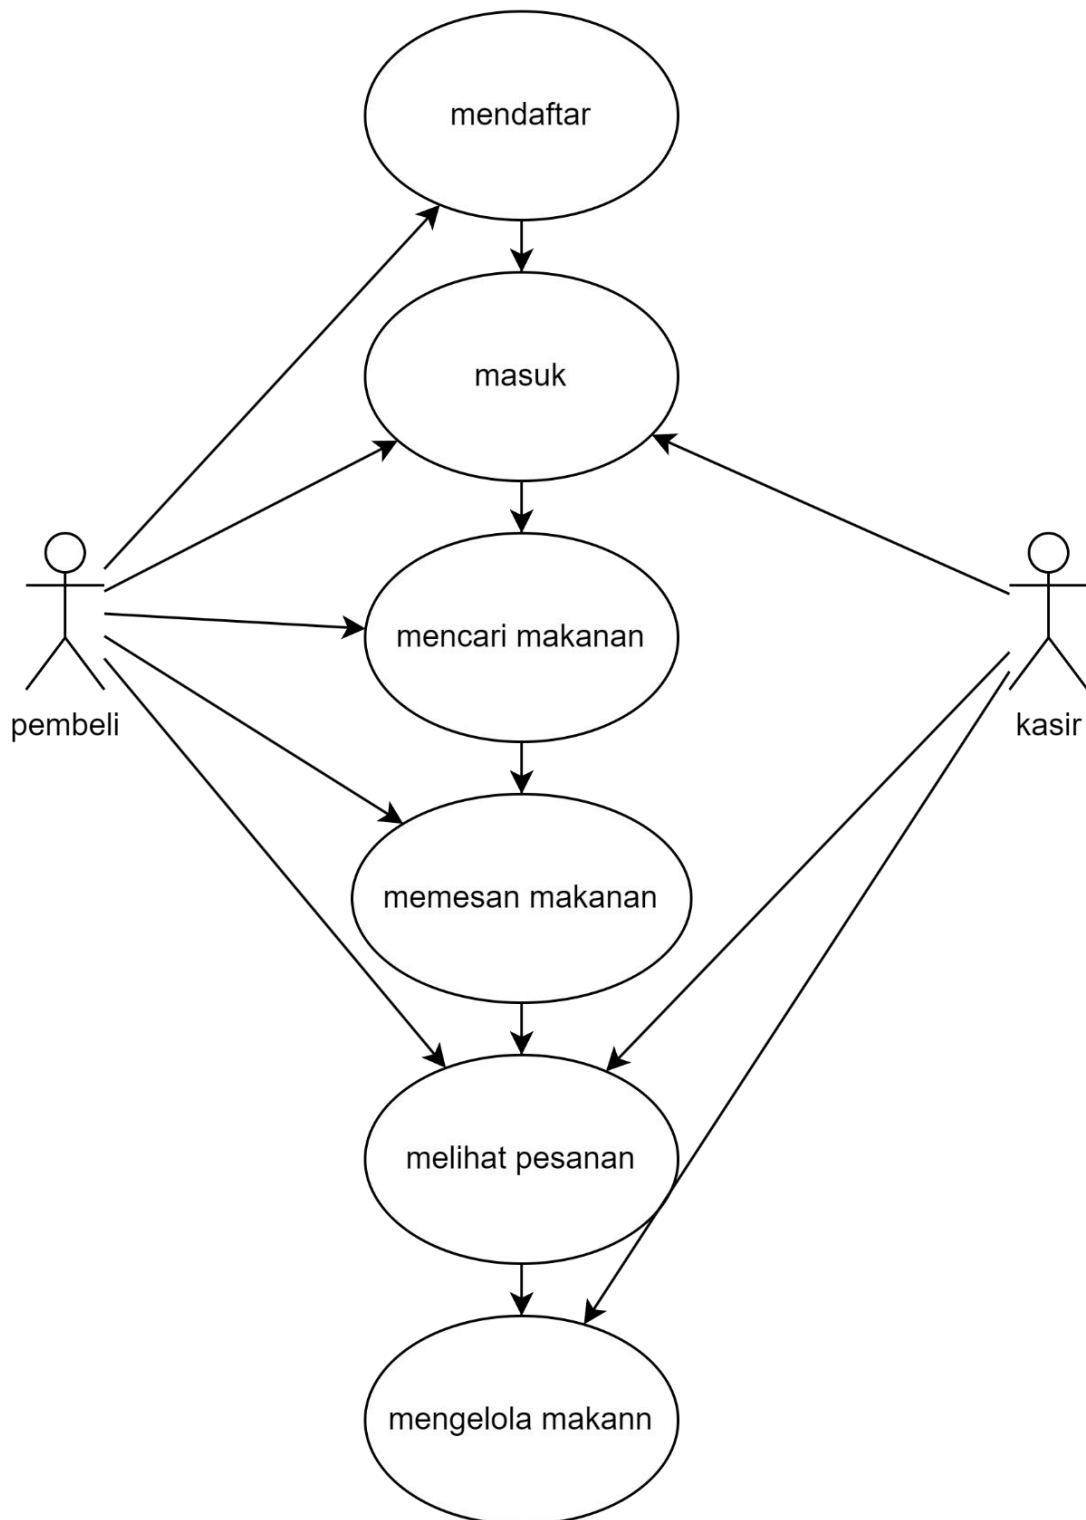 mendaftar
masuk
mencari makanan
pembeli
kasir
memesan makanan
melihat pesanan
mengelola makann